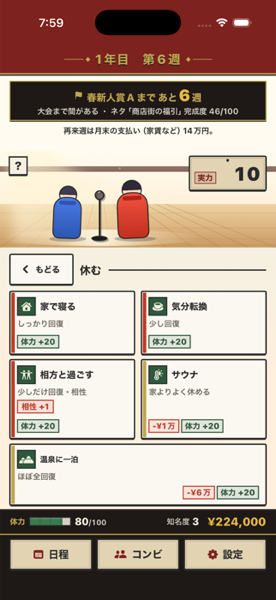 7:59
1年目 第6週
春新人賞A まで あと6週
大会まで間がある ・ ネタ「商店街の福引」完成度 46/100
再来週は月末の支払い（家賃など）14万円。
?
実力 10
もどる
休む
家で寝る
しっかり回復
体力 +20
気分転換
少し回復
体力 +20
相方と過ごす
少しだけ回復・相性
相性 +1
体力 +20
サウナ
家よりよく休める
-¥1万 体力 +20
温泉に一泊
ほぼ全回復
-¥6万 体力 +20
体力 80/100 知名度 3 ¥224,000
日程 コンビ 設定